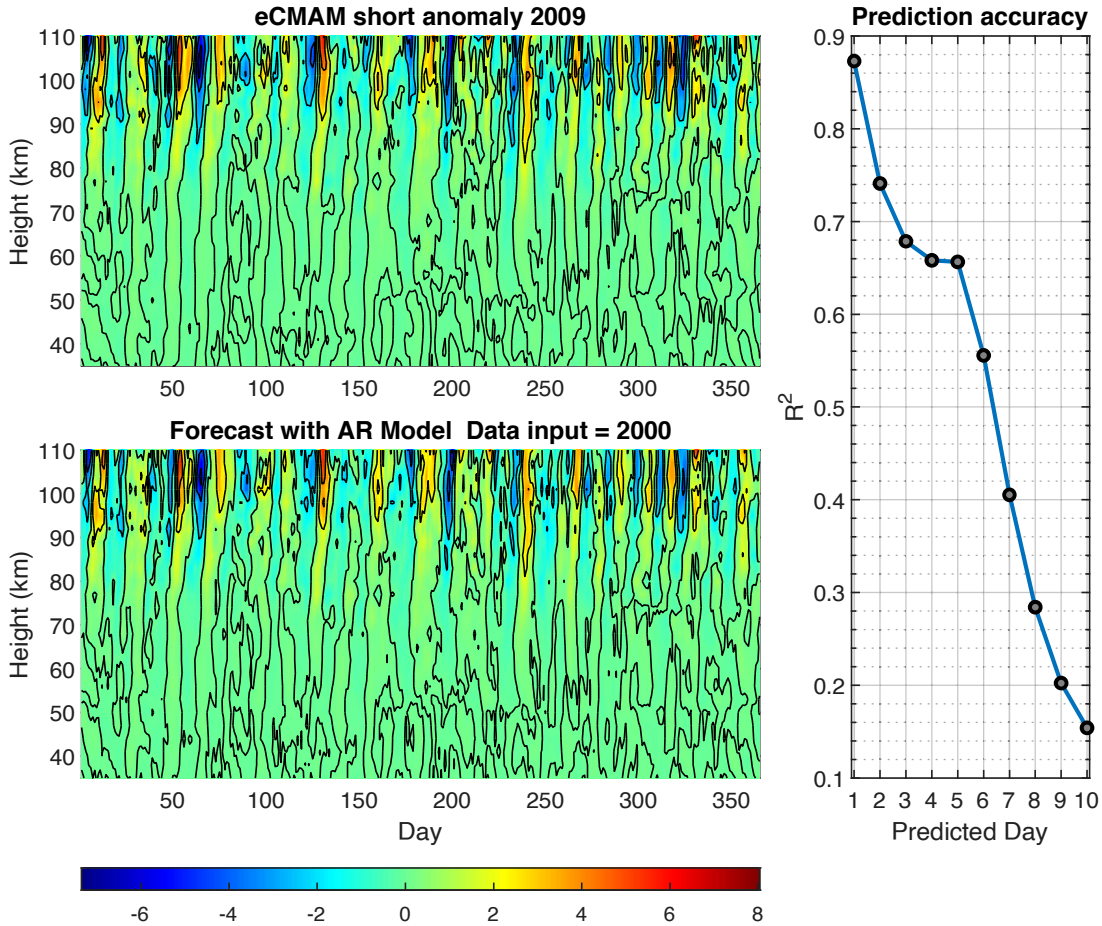 eCMAM short anomaly 2009
110
100
90
80
70
60
50
40
Height (km)
50 100 150 200 250 300 350
Forecast with AR Model Data input = 2000
110
100
90
80
70
60
50
40
Height (km)
50 100 150 200 250 300 350
Day
-6 -4 -2 0 2 4 6 8
Prediction accuracy
0.9
0.8
0.7
0.6
0.5
0.4
0.3
0.2
0.1
R²
1 2 3 4 5 6 7 8 9 10
Predicted Day